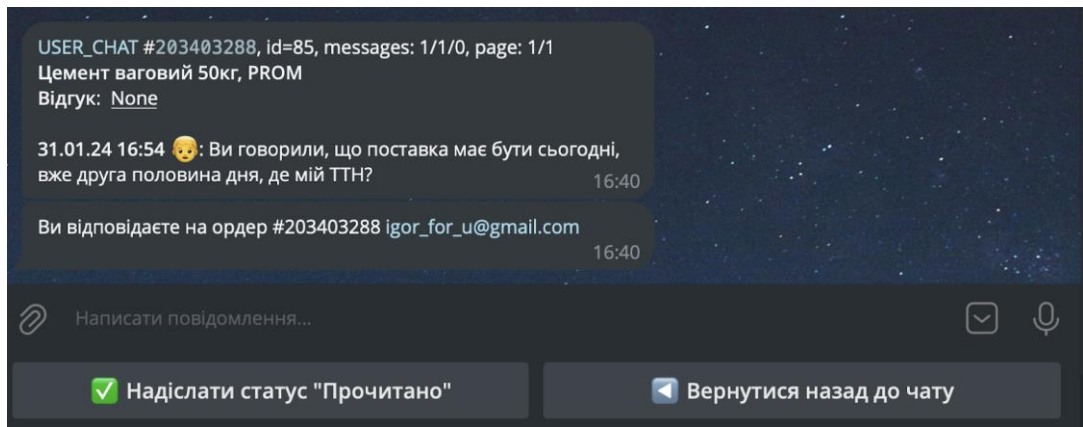 USER_CHAT #203403288, id=85, messages: 1/1/0, page: 1/1
Цемент ваговий 50кг, PROM
Відгук: None
31.01.24 16:54 👴: Ви говорили, що поставка має бути сьогодні,
вже друга половина дня, де мій ТТН?
16:40
Ви відповідаєте на ордер #203403288 igor_for_u@gmail.com
16:40
Написати повідомлення...
✅ Надіслати статус "Прочитано"
◀️ Вернутися назад до чату